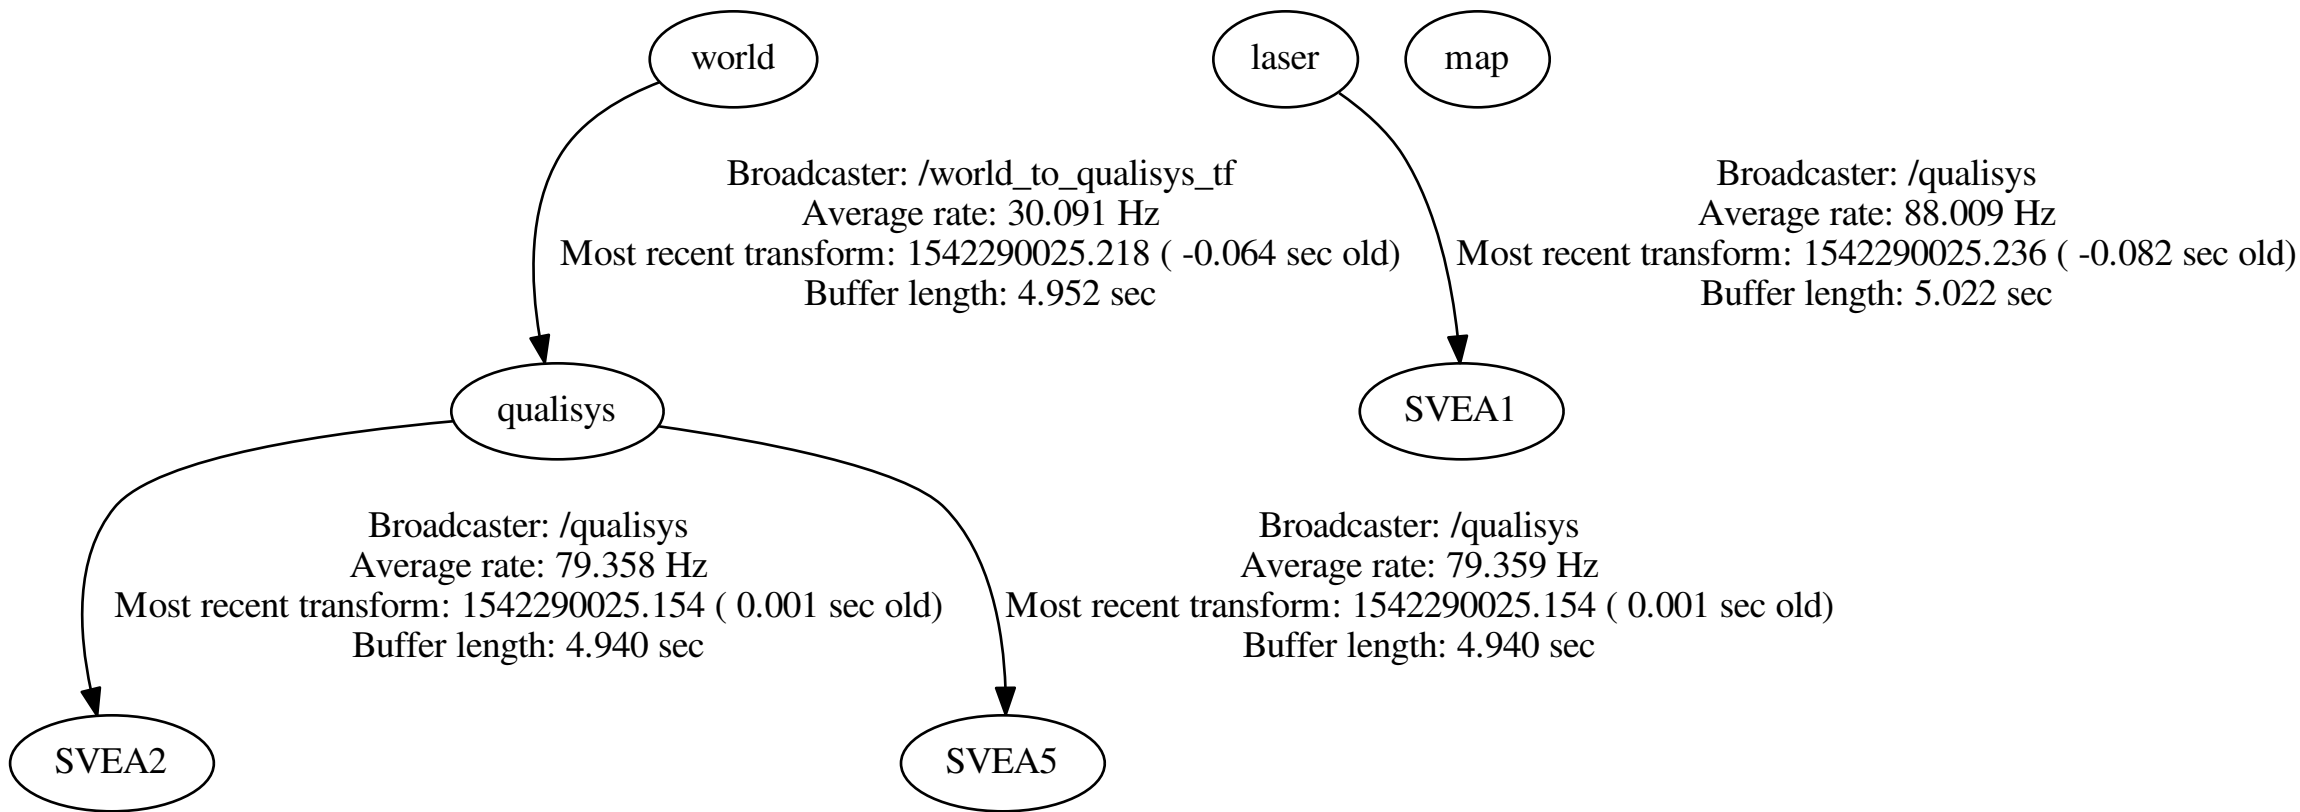 world
laser
map
Broadcaster: /world_to_qualisys_tf
Average rate: 30.091 Hz
Most recent transform: 1542290025.218 ( -0.064 sec old)
Buffer length: 4.952 sec
Broadcaster: /qualisys
Average rate: 88.009 Hz
Most recent transform: 1542290025.236 ( -0.082 sec old)
Buffer length: 5.022 sec
qualisys
SVEA1
Broadcaster: /qualisys
Average rate: 79.358 Hz
Most recent transform: 1542290025.154 ( 0.001 sec old)
Buffer length: 4.940 sec
Broadcaster: /qualisys
Average rate: 79.359 Hz
Most recent transform: 1542290025.154 ( 0.001 sec old)
Buffer length: 4.940 sec
SVEA2
SVEA5